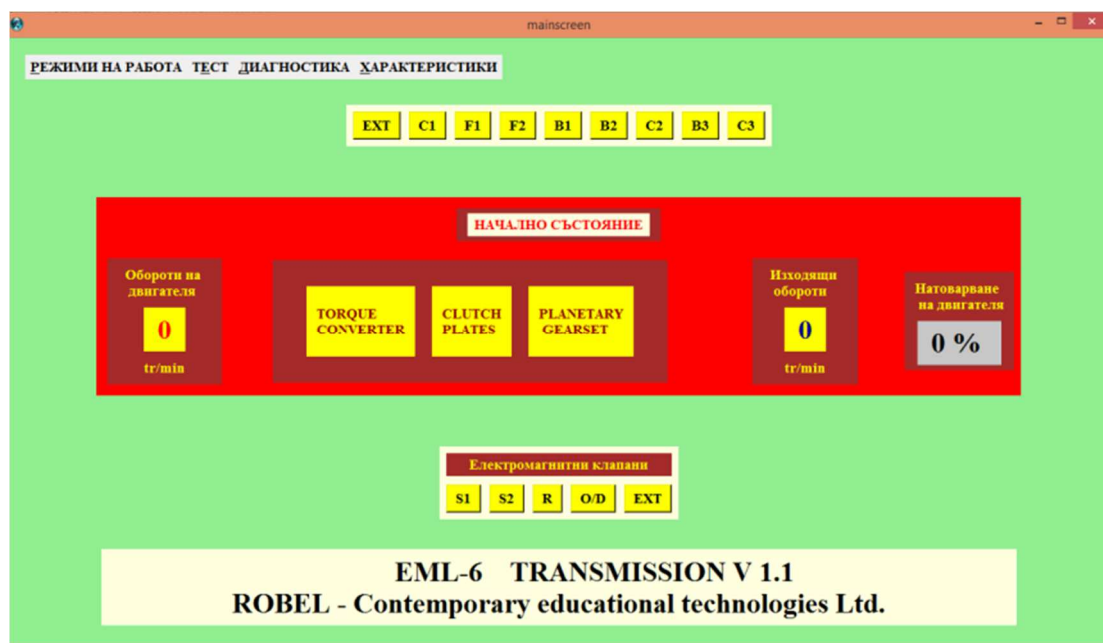 mainscreen
РЕЖИМИ НА РАБОТА ТЕСТ ДИАГНОСТИКА ХАРАКТЕРИСТИКИ
EXT C1 F1 F2 B1 B2 C2 B3 C3
НАЧАЛНО СЪСТОЯНИЕ
Обороти на
двигателя
0
tr/min
TORQUE
CONVERTER
CLUTCH
PLATES
PLANETARY
GEARSET
Изходящи
обороти
0
tr/min
Натоварване
на двигателя
0 %
Електромагнитни клапани
S1 S2 R O/D EXT
EML-6 TRANSMISSION V 1.1
ROBEL - Contemporary educational technologies Ltd.